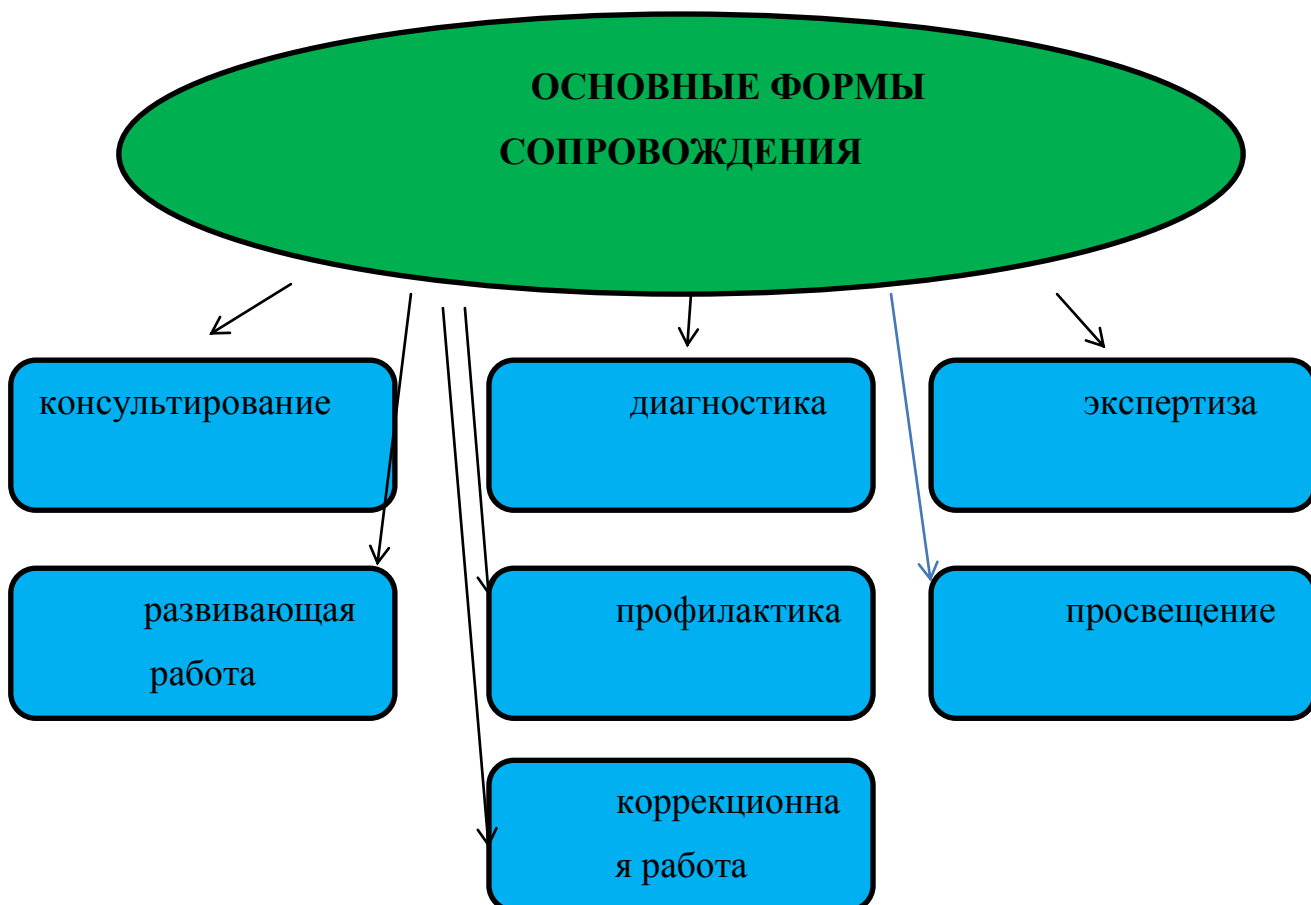 ОСНОВНЫЕ ФОРМЫ
СОПРОВОЖДЕНИЯ
консультирование
диагностика
экспертиза
развивающая
работа
профилактика
просвещение
коррекционна
я работа